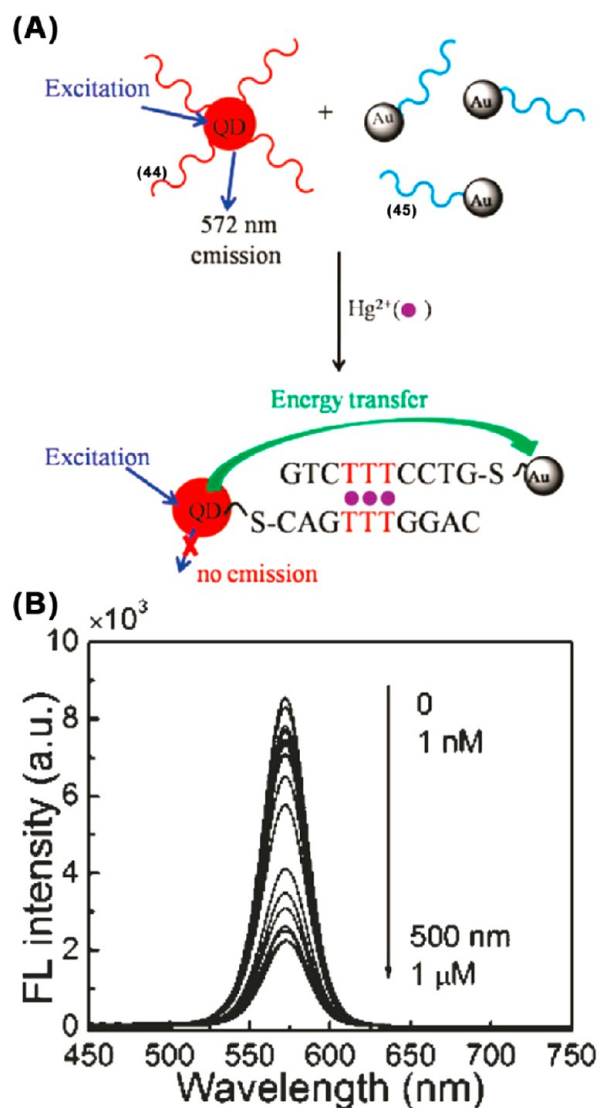 (A)
Excitation
QD
+
Au
Au
(44)
(45)
Au
572 nm
cmission
Hg²⁺(●)
Energy transfer
Excitation
GTCTTTCCTG-S
Au
QD
S-CAGTTTGGAC
X
no cmission
(B)
×10³
10
8
6
4
2
0
FL intensity (a.u.)
0
1 nM
500 nm
1 μM
450 500 550 600 650 700 750
Wavelength (nm)